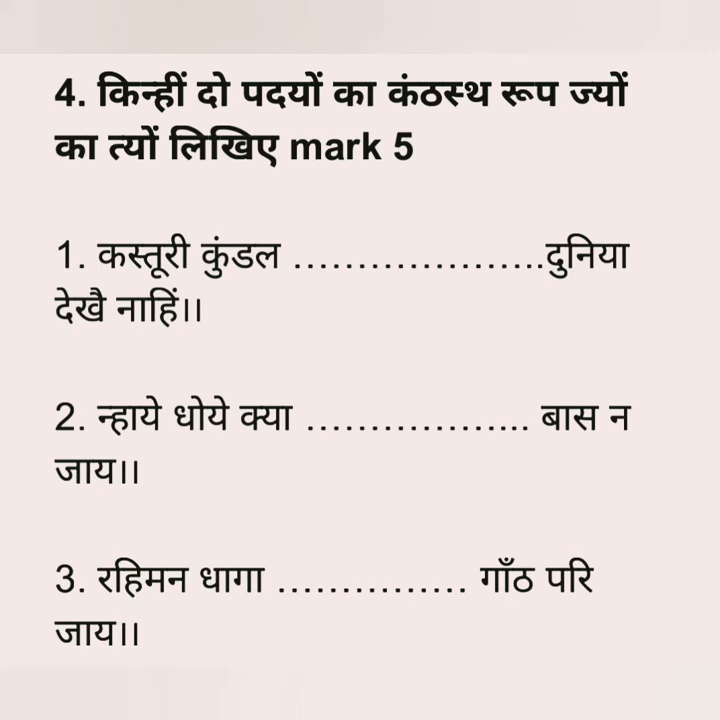 4. किन्हीं दो पदयों का कंठस्थ रूप ज्यों
का त्यों लिखिए mark 5
1. कस्तूरी कुंडल ....................दुनिया
देखै नाहिं।।
2. न्हाये धोये क्या .................. बास न
जाय।।
3. रहिमन धागा ............... गाँठ परि
जाय।।